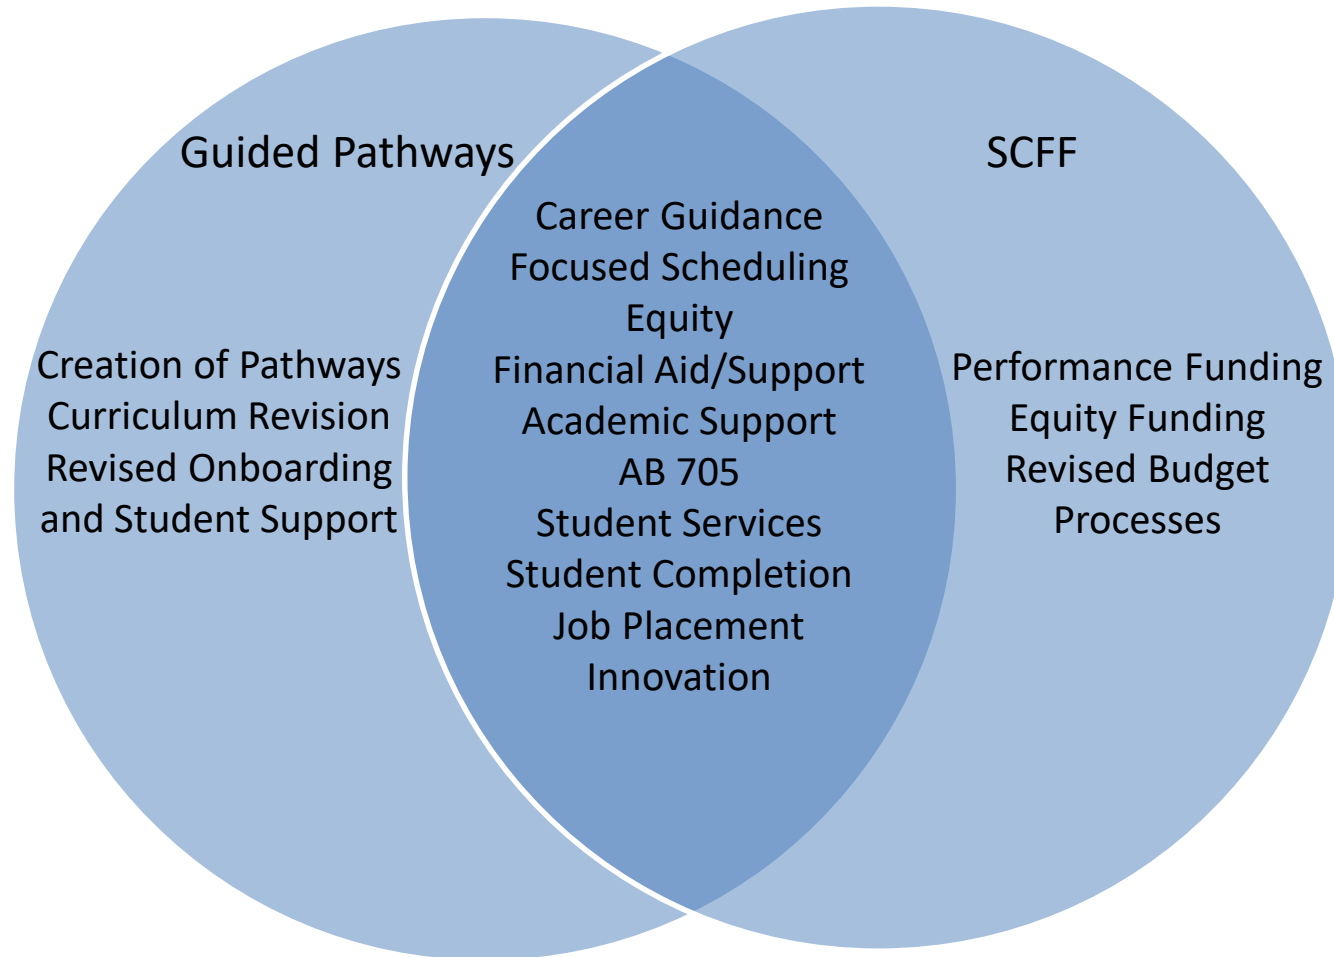 Guided Pathways
SCFF
Creation of Pathways
Curriculum Revision
Revised Onboarding
and Student Support
Career Guidance
Focused Scheduling
Equity
Financial Aid/Support
Academic Support
AB 705
Student Services
Student Completion
Job Placement
Innovation
Performance Funding
Equity Funding
Revised Budget
Processes